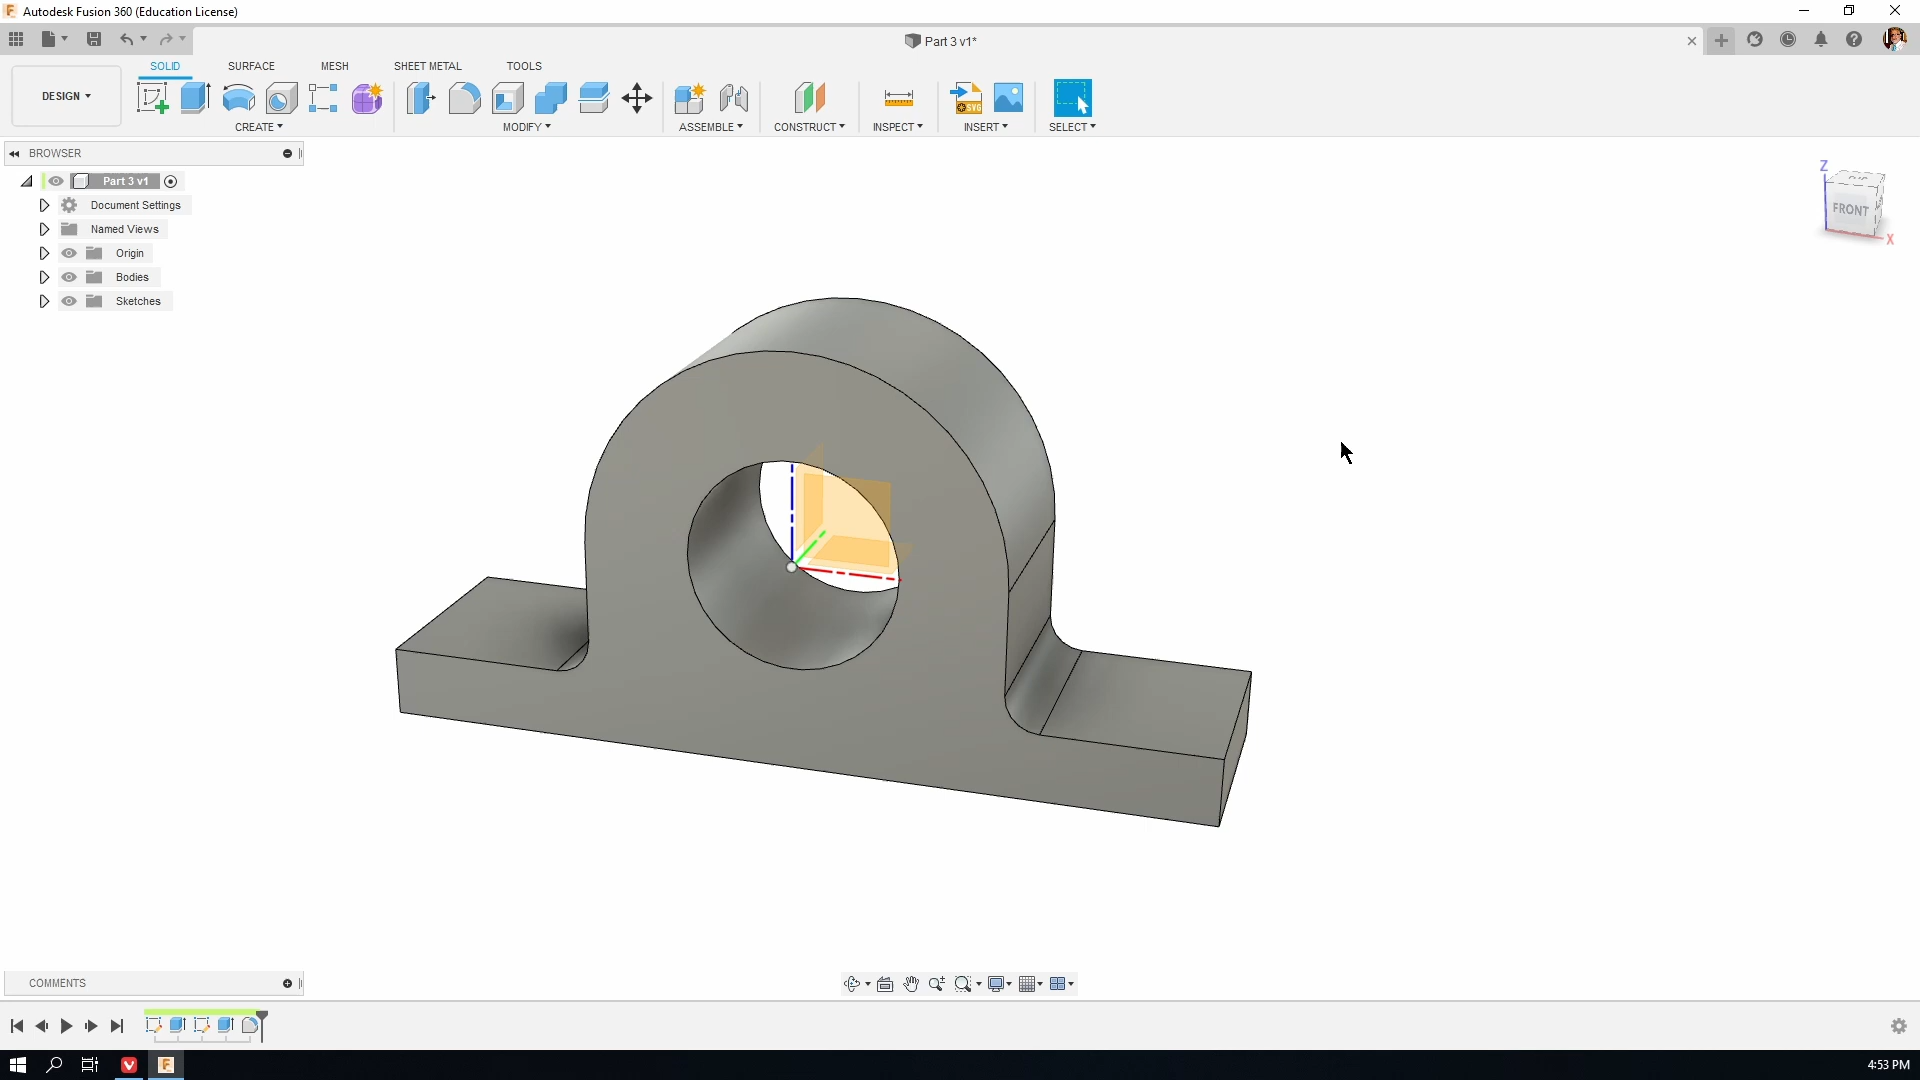 Autodesk Fusion 360 (Education License)
Part 3 v1*
DESIGN
SOLID SURFACE MESH SHEET METAL TOOLS
CREATE MODIFY ASSEMBLE CONSTRUCT INSPECT INSERT SELECT
SVG
BROWSER
Part 3 v1
Document Settings
Named Views
Origin
Bodies
Sketches
Z
FRONT
X
COMMENTS
4:53 PM